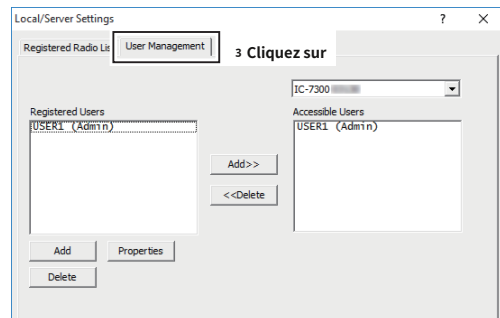 Local/Server Settings ? ×
Registered Radio Lis User Management
3 Cliquez sur
IC-7300
Registered Users
Accessible Users
USER1 (Admin)
USER1 (Admin)
Add>>
<<Delete
Add Properties
Delete